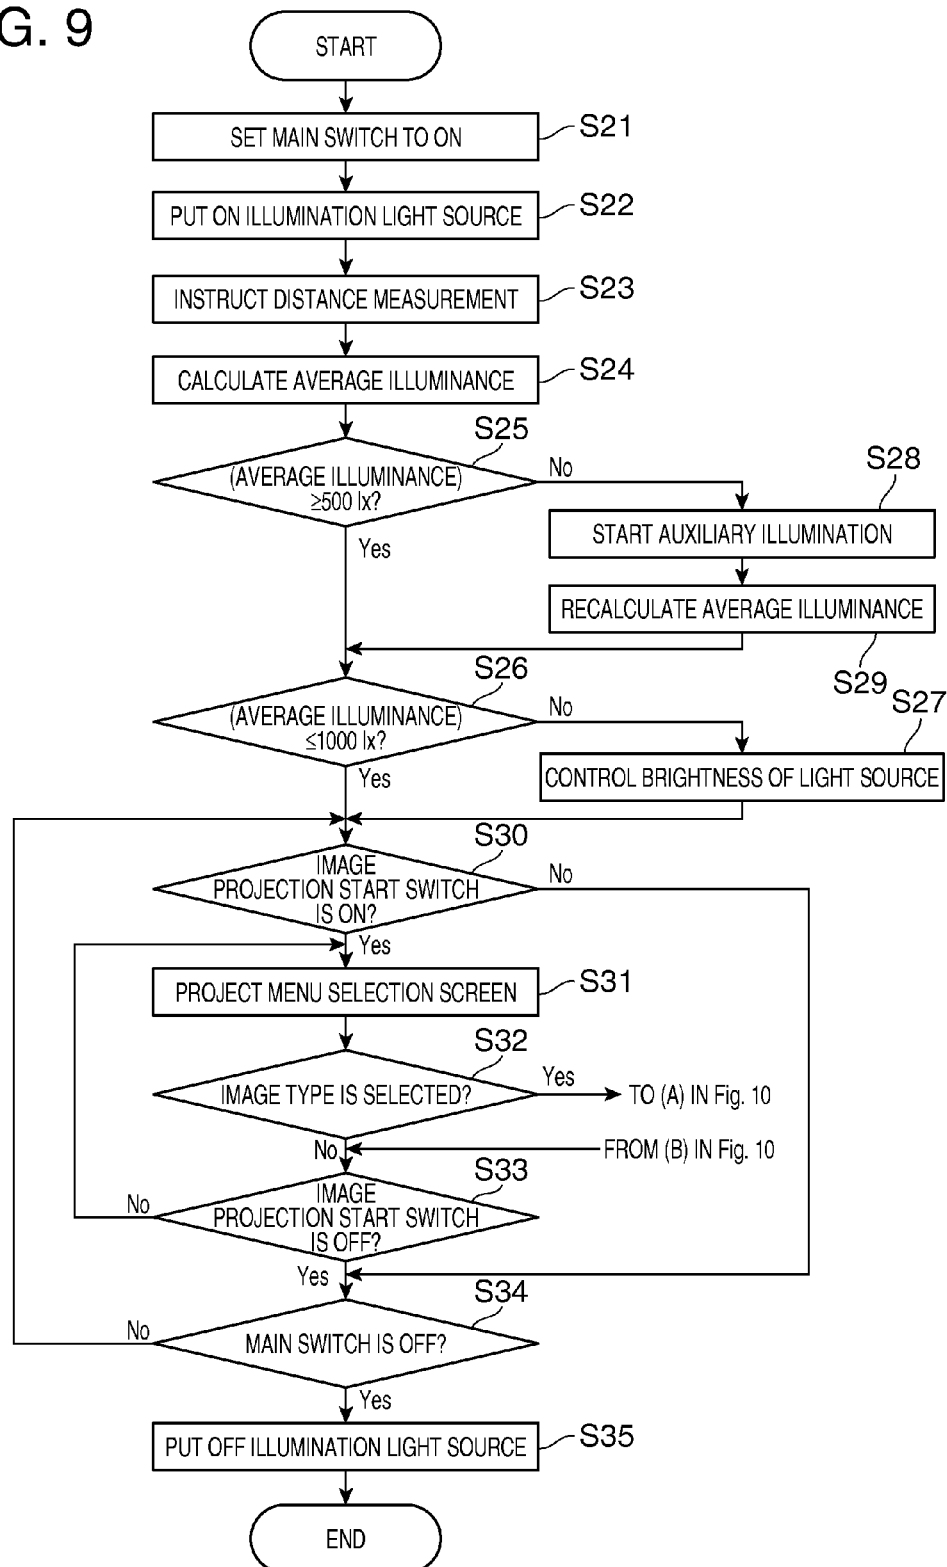 G. 9
START
SET MAIN SWITCH TO ON
S21
PUT ON ILLUMINATION LIGHT SOURCE
S22
INSTRUCT DISTANCE MEASUREMENT
S23
CALCULATE AVERAGE ILLUMINANCE
S24
S25
(AVERAGE ILLUMINANCE)
≥500 lx?
No
Yes
S28
START AUXILIARY ILLUMINATION
RECALCULATE AVERAGE ILLUMINANCE
S29
S26
(AVERAGE ILLUMINANCE)
≤1000 lx?
No
Yes
S27
CONTROL BRIGHTNESS OF LIGHT SOURCE
S30
IMAGE
PROJECTION START SWITCH
IS ON?
No
Yes
PROJECT MENU SELECTION SCREEN
S31
S32
IMAGE TYPE IS SELECTED?
Yes
TO (A) IN Fig. 10
No
FROM (B) IN Fig. 10
S33
IMAGE
PROJECTION START SWITCH
IS OFF?
No
Yes
S34
MAIN SWITCH IS OFF?
No
Yes
PUT OFF ILLUMINATION LIGHT SOURCE
S35
END